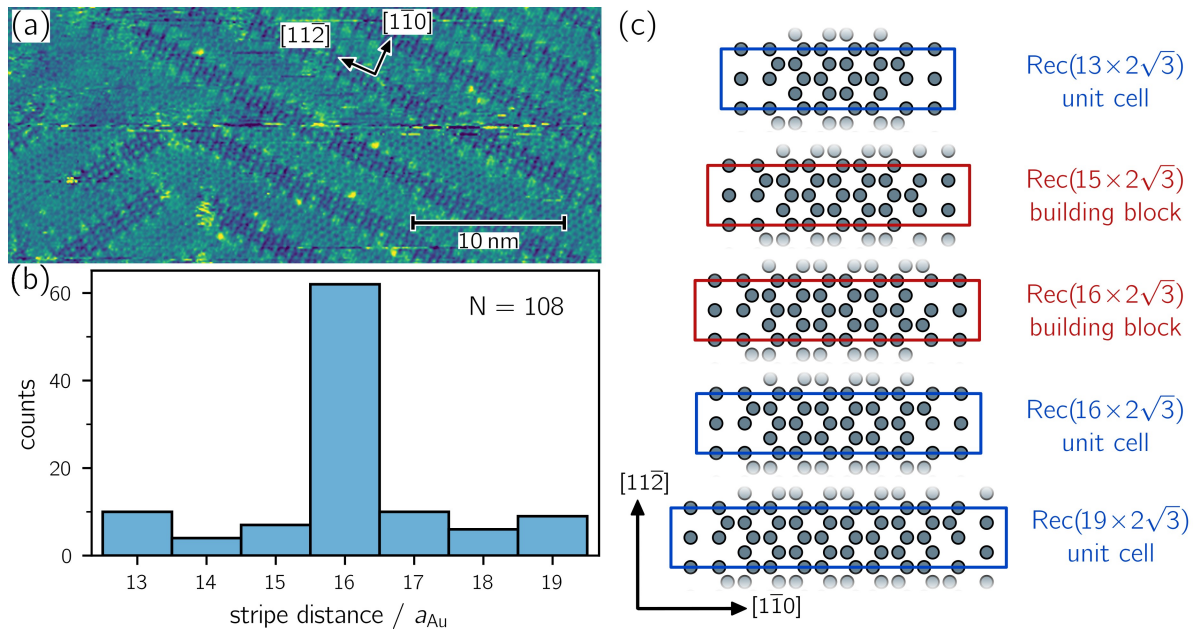 (a)
[112̅]
[11̅0]
10 nm
(b)
N = 108
60
40
20
0
counts
13 14 15 16 17 18 19
stripe distance / a_Au
(c)
Rec(13×2√3)
unit cell
Rec(15×2√3)
building block
Rec(16×2√3)
building block
Rec(16×2√3)
unit cell
Rec(19×2√3)
unit cell
[112̅]
[11̅0]